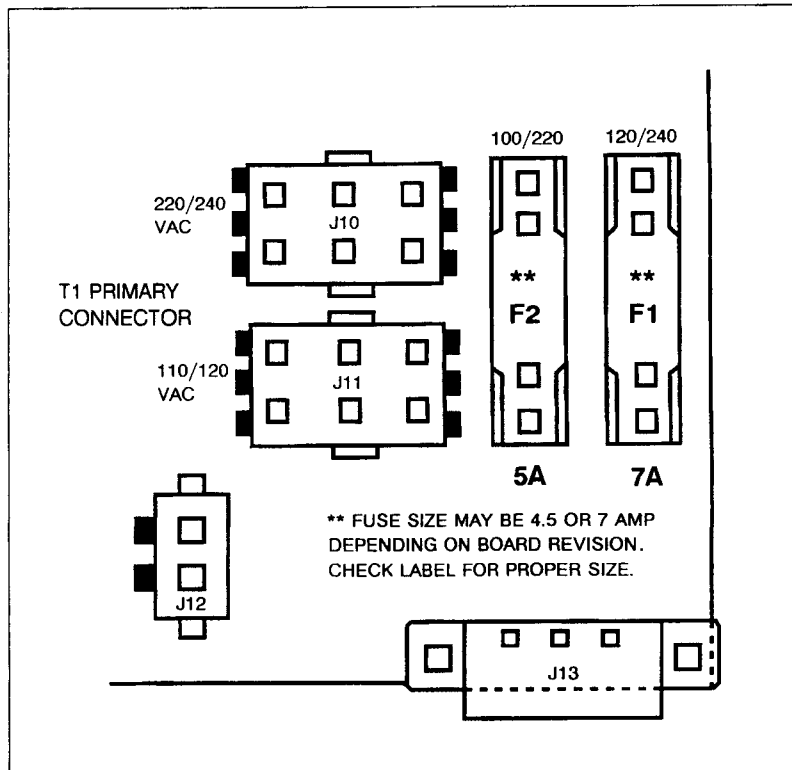 100/220
120/240
220/240
VAC
J10
T1 PRIMARY
CONNECTOR
**
F2
**
F1
110/120
VAC
J11
5A
7A
** FUSE SIZE MAY BE 4.5 OR 7 AMP
DEPENDING ON BOARD REVISION.
CHECK LABEL FOR PROPER SIZE.
J12
J13